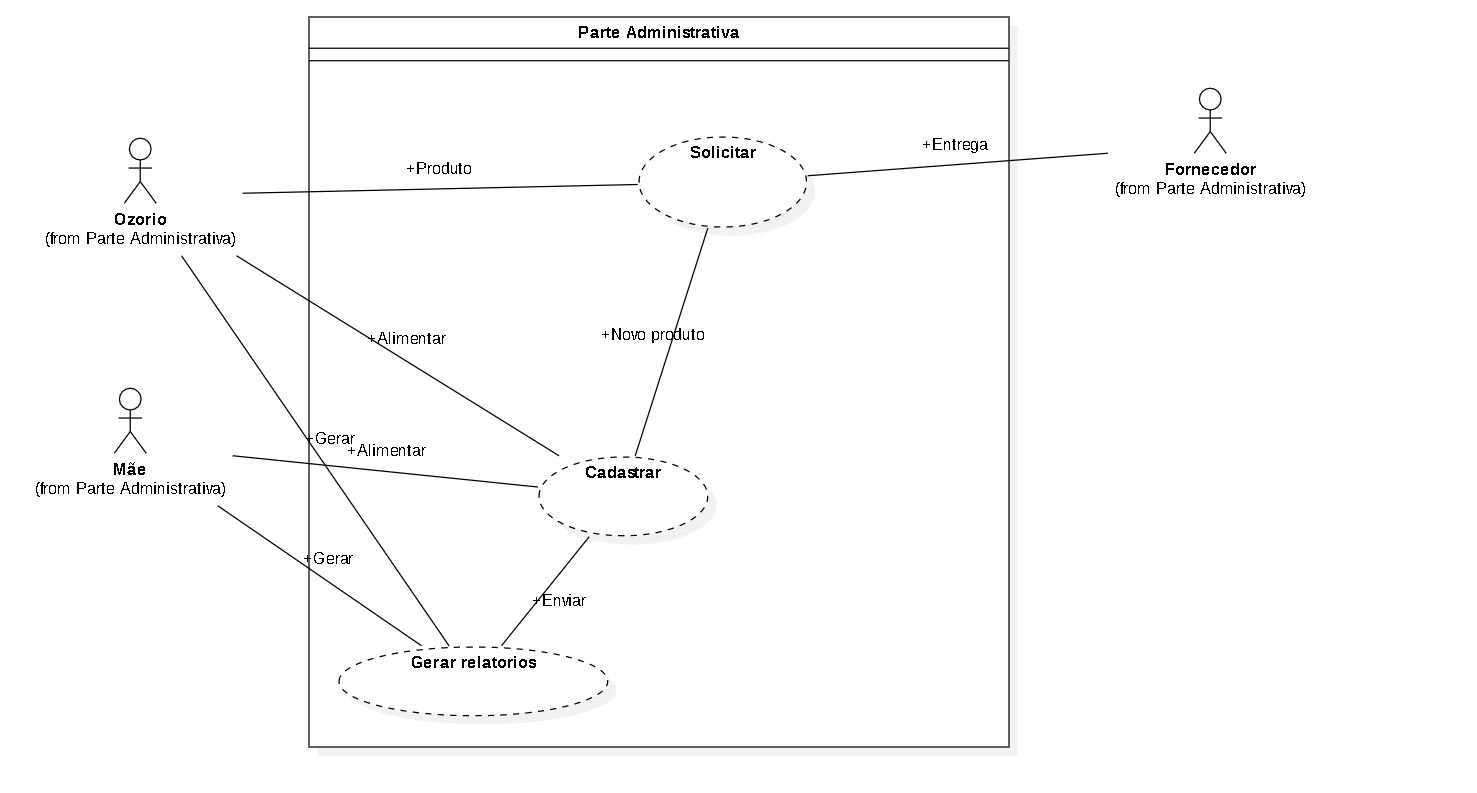 Parte Administrativa
Fornecedor
(from Parte Administrativa)
+Entrega
Solicitar
+Produto
Ozorio
(from Parte Administrativa)
+Alimentar
+Novo produto
+Gerar
+Alimentar
Mãe
(from Parte Administrativa)
Cadastrar
+Gerar
+Enviar
Gerar relatorios